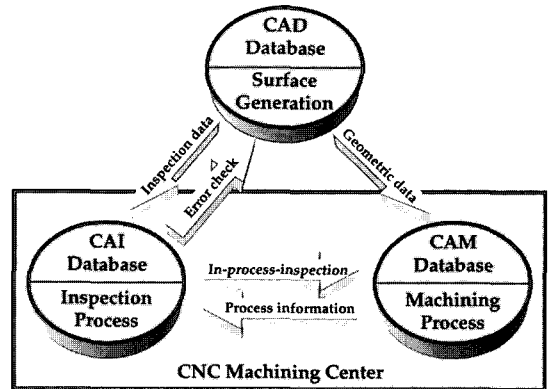 CAD
Database
Surface
Generation
Inspection data
Error check
Geometric data
CAI
Database
Inspection
Process
In-process-inspection
Process information
CAM
Database
Machining
Process
CNC Machining Center